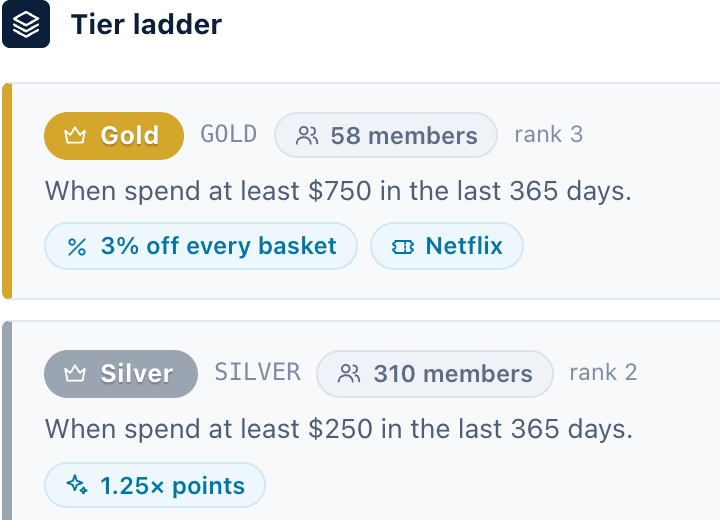 Tier ladder
Gold GOLD 58 members rank 3
When spend at least $750 in the last 365 days.
3% off every basket Netflix
Silver SILVER 310 members rank 2
When spend at least $250 in the last 365 days.
1.25× points